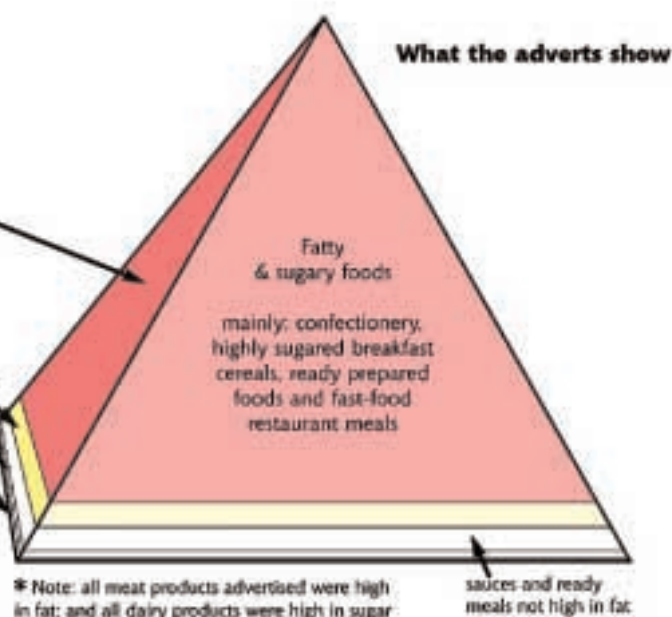 What the adverts show
Fatty
& sugary foods
mainly: confectionery,
highly sugared breakfast
cereals, ready prepared
foods and fast-food
restaurant meals
* Note: all meat products advertised were high
in fat; and all dairy products were high in sugar
sauces and ready
meals not high in fat